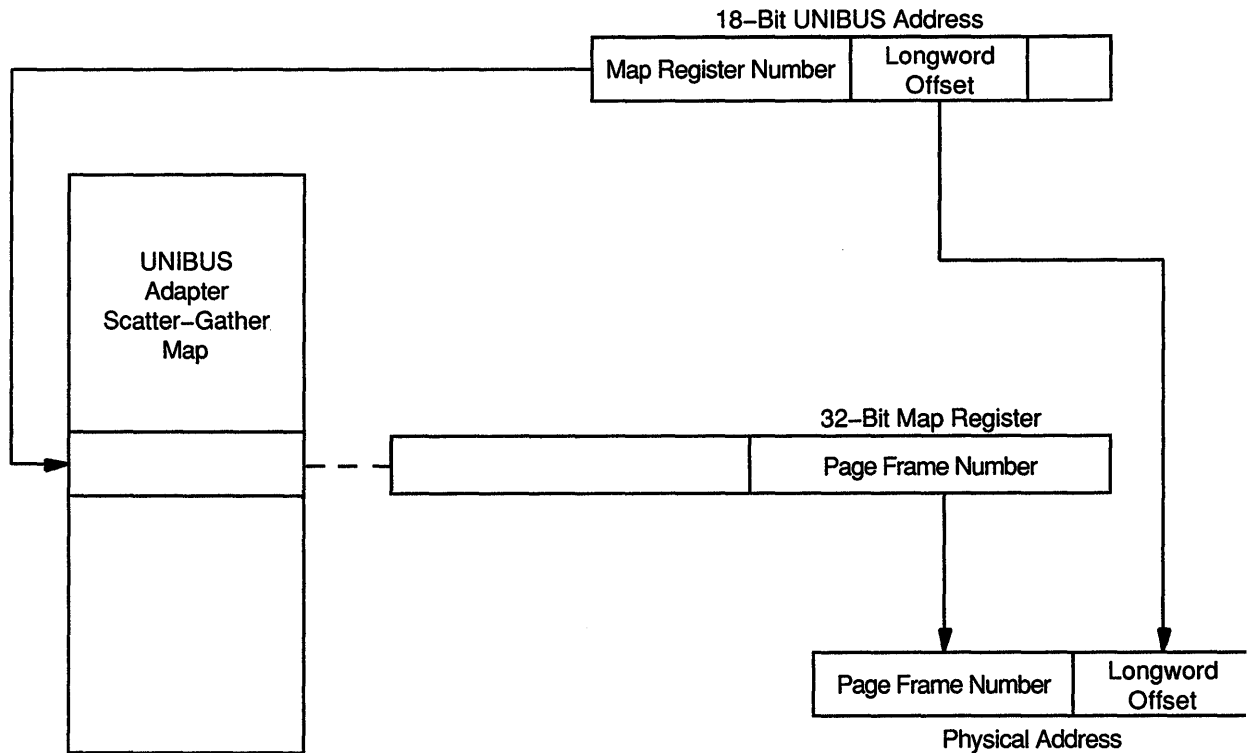 18–Bit UNIBUS Address
Map Register Number
Longword
Offset
UNIBUS
Adapter
Scatter–Gather
Map
32–Bit Map Register
Page Frame Number
Page Frame Number
Longword
Offset
Physical Address